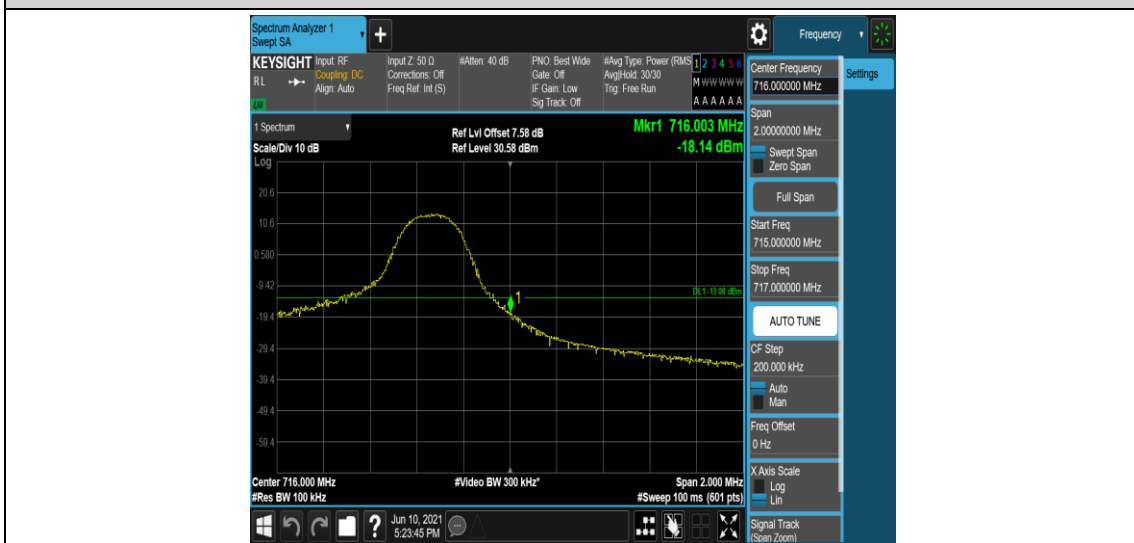 Spectrum Analyzer 1
Swept SA
+
Frequency
KEYSIGHT
RL
LXI
Input: RF
Coupling: DC
Align: Auto
Input Z: 50 Ω
Corrections: Off
Freq Ref: Int (S)
#Atten: 40 dB
PNO: Best Wide
Gate: Off
IF Gain: Low
Sig Track: Off
#Avg Type: Power (RMS
Avg|Hold: 30/30
Trig: Free Run
1 2 3 4 5 6
M W W W W W
A A A A A A
Center Frequency
716.000000 MHz
Settings
Span
2.00000000 MHz
Swept Span
Zero Span
Full Span
Start Freq
715.000000 MHz
Stop Freq
717.000000 MHz
AUTO TUNE
CF Step
200.000 kHz
Auto
Man
Freq Offset
0 Hz
X Axis Scale
Log
Lin
Signal Track
(Span Zoom)
1 Spectrum
Scale/Div 10 dB
Log
Ref Lvl Offset 7.58 dB
Ref Level 30.58 dBm
Mkr1 716.003 MHz
-18.14 dBm
20.6
10.6
0.580
-9.42
-19.4
-29.4
-39.4
-49.4
-59.4
DL1 -13.00 dBm
1
Center 716.000 MHz
#Res BW 100 kHz
#Video BW 300 kHz*
Span 2.000 MHz
#Sweep 100 ms (601 pts)
?
Jun 10, 2021
5:23:45 PM